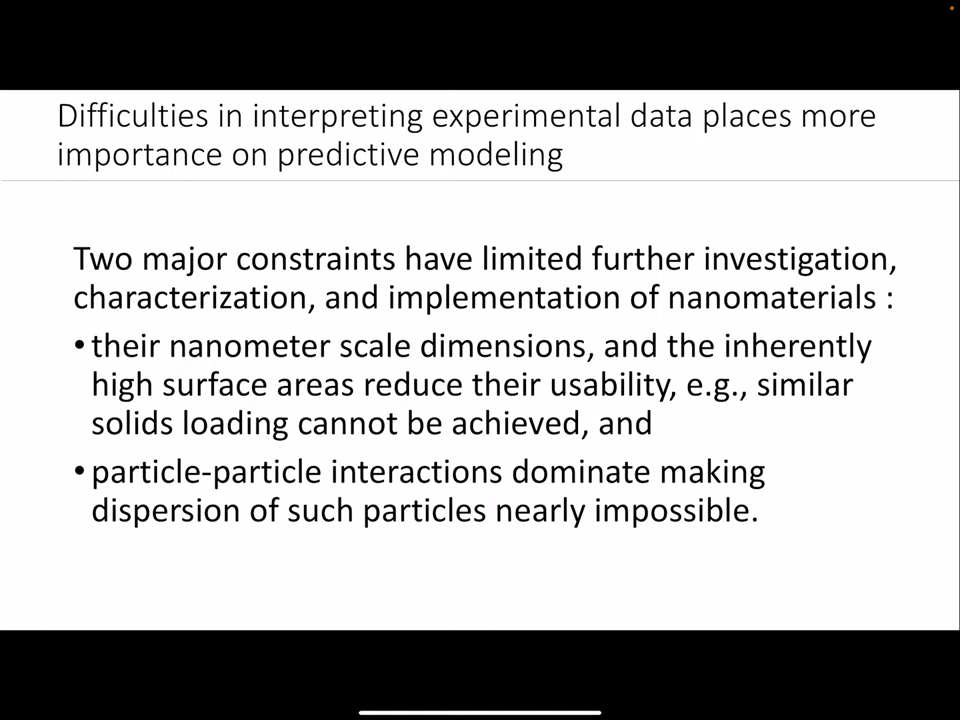 Difficulties in interpreting experimental data places more
importance on predictive modeling
Two major constraints have limited further investigation,
characterization, and implementation of nanomaterials :
• their nanometer scale dimensions, and the inherently
high surface areas reduce their usability, e.g., similar
solids loading cannot be achieved, and
• particle-particle interactions dominate making
dispersion of such particles nearly impossible.